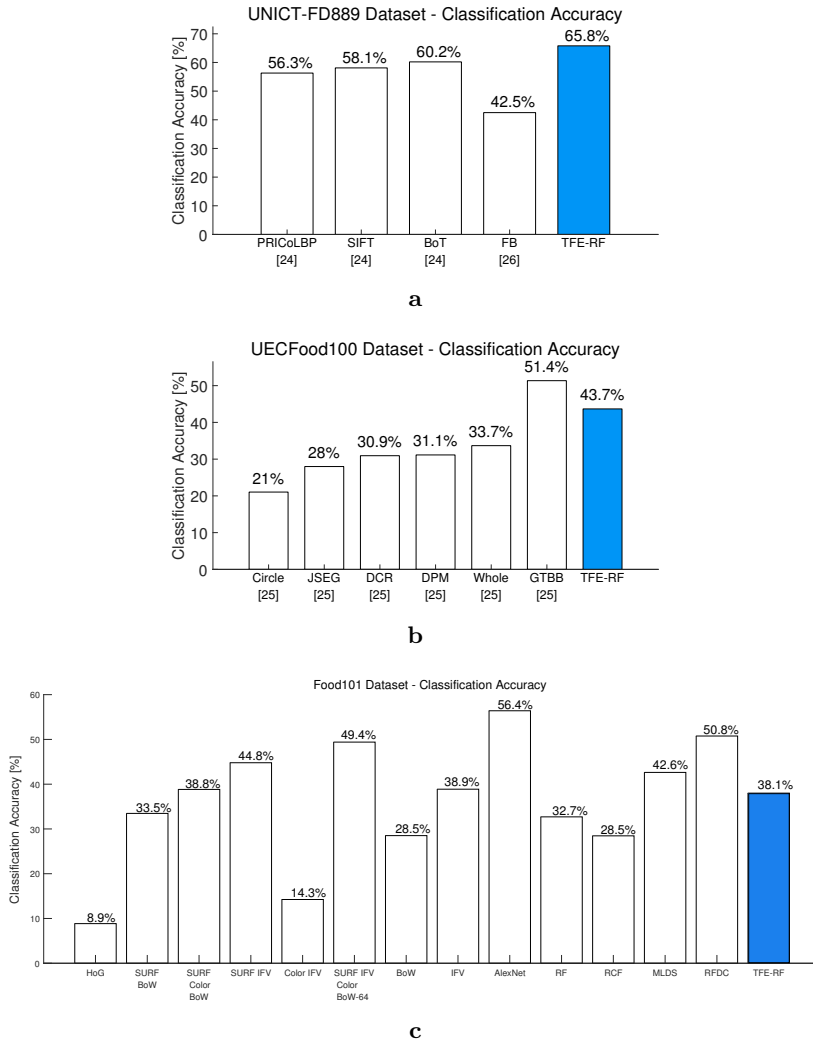 UNICT-FD889 Dataset - Classification Accuracy
Classification Accuracy [%]
70
60
50
40
30
20
10
0
56.3%
58.1%
60.2%
42.5%
65.8%
PRICoLBP SIFT BoT FB TFE-RF
[24] [24] [24] [26]
a
UECFood100 Dataset - Classification Accuracy
Classification Accuracy [%]
50
40
30
20
10
0
21%
28%
30.9%
31.1%
33.7%
51.4%
43.7%
Circle JSEG DCR DPM Whole GTBB TFE-RF
[25] [25] [25] [25] [25] [25]
b
Food101 Dataset - Classification Accuracy
Classification Accuracy [%]
60
50
40
30
20
10
0
8.9%
33.5%
38.8%
44.8%
14.3%
49.4%
28.5%
38.9%
56.4%
32.7%
28.5%
42.6%
50.8%
38.1%
HoG SURF SURF SURF IFV Color IFV SURF IFV BoW IFV AlexNet RF RCF MLDS RFDC TFE-RF
BoW Color Color
BoW BoW-64
c